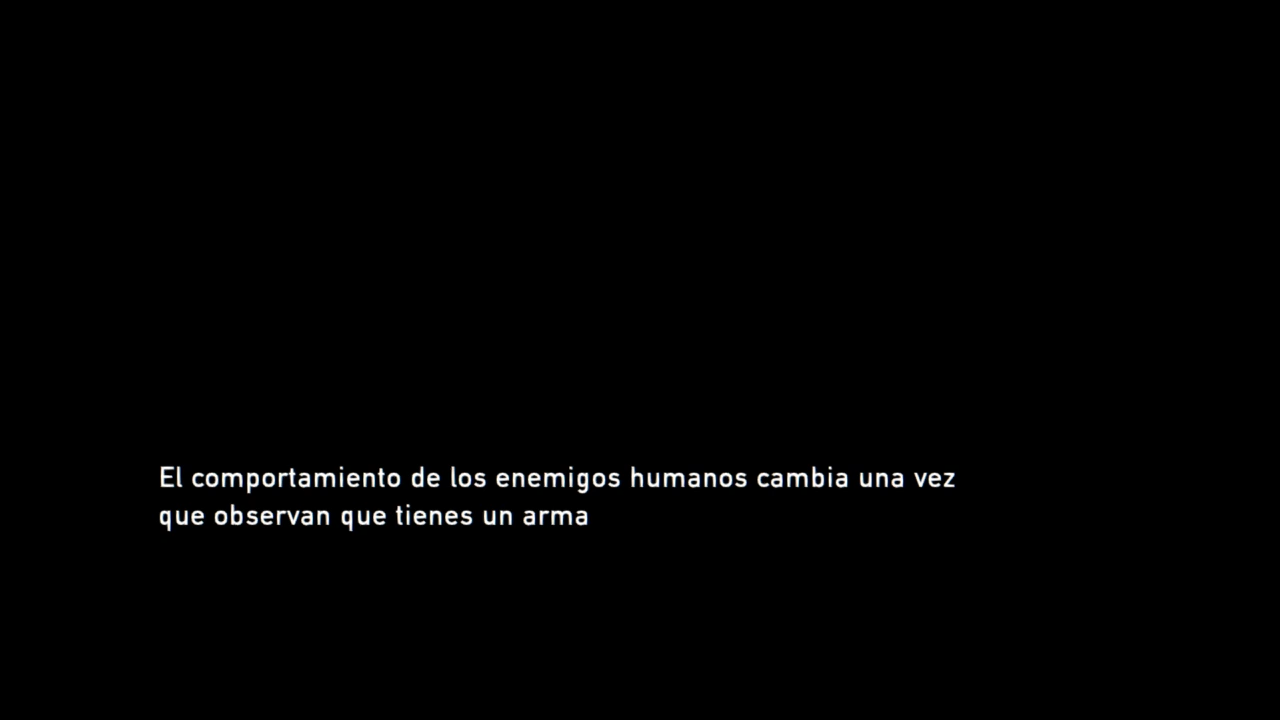 El comportamiento de los enemigos humanos cambia una vez
que observan que tienes un arma